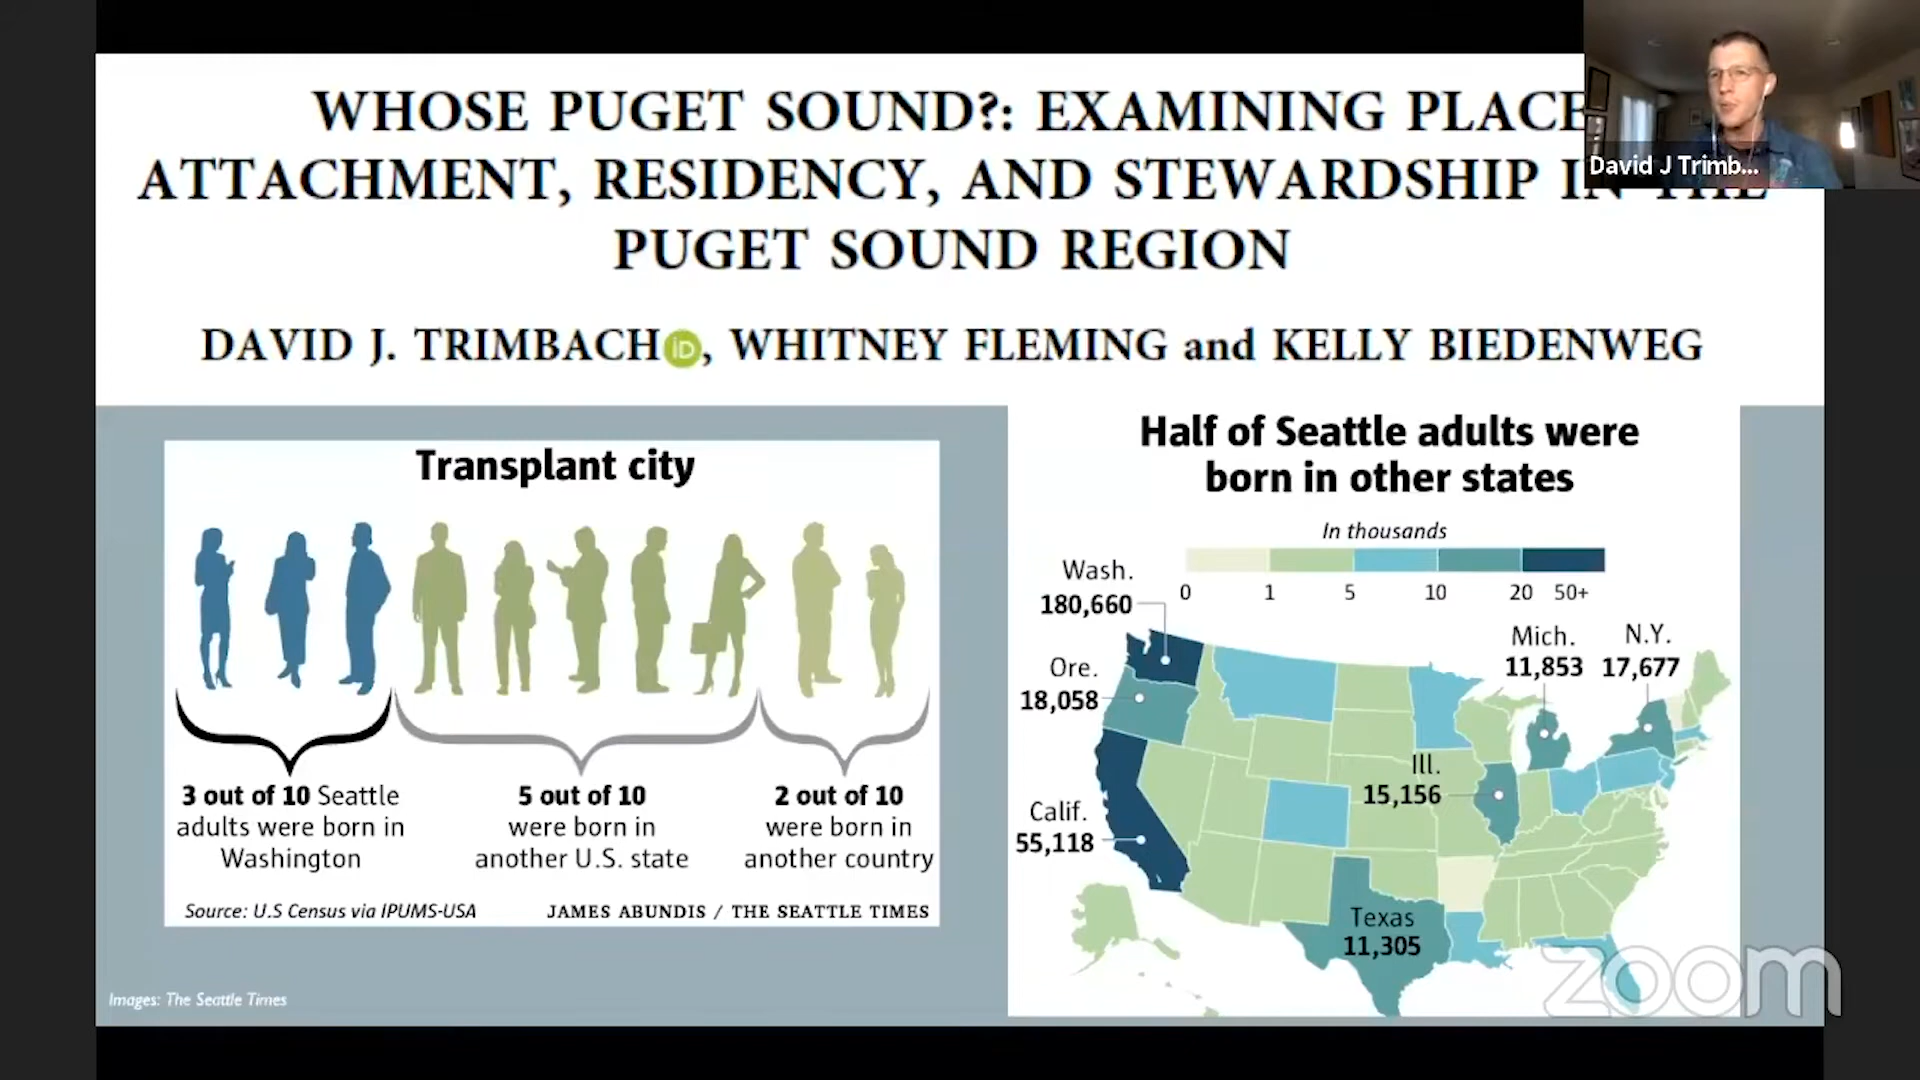 WHOSE PUGET SOUND?: EXAMINING PLACE
ATTACHMENT, RESIDENCY, AND STEWARDSHIP IN THE
PUGET SOUND REGION
DAVID J. TRIMBACH iD, WHITNEY FLEMING and KELLY BIEDENWEG
David J Trimb...
Transplant city
3 out of 10 Seattle
adults were born in
Washington
5 out of 10
were born in
another U.S. state
2 out of 10
were born in
another country
Source: U.S Census via IPUMS-USA
JAMES ABUNDIS / THE SEATTLE TIMES
Images: The Seattle Times
Half of Seattle adults were
born in other states
In thousands
0 1 5 10 20 50+
Wash.
180,660
Ore.
18,058
Calif.
55,118
Mich.
11,853
N.Y.
17,677
Ill.
15,156
Texas
11,305
zoom